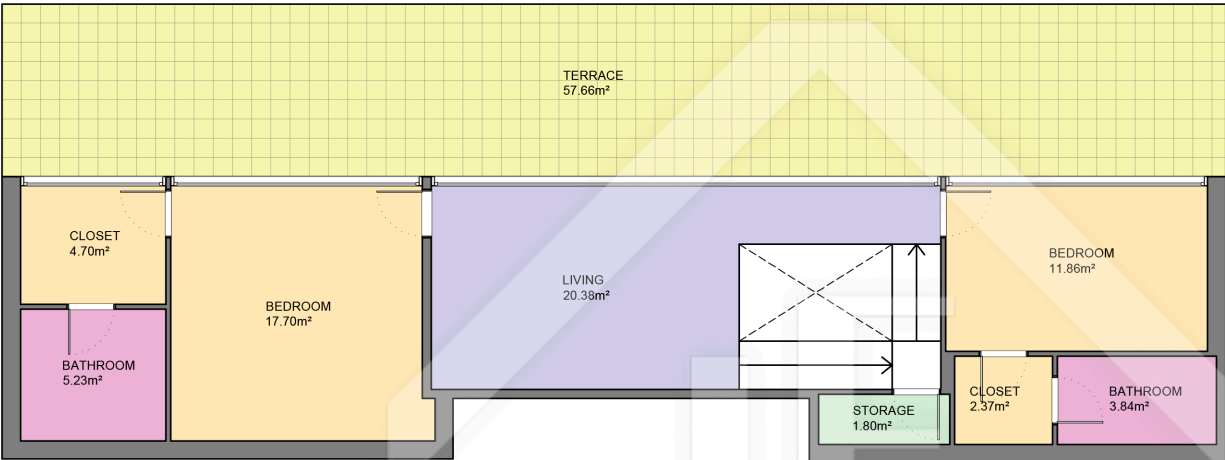 TERRACE
57.66m²
CLOSET
4.70m²
BEDROOM
17.70m²
LIVING
20.38m²
BEDROOM
11.86m²
BATHROOM
5.23m²
STORAGE
1.80m²
CLOSET
2.37m²
BATHROOM
3.84m²